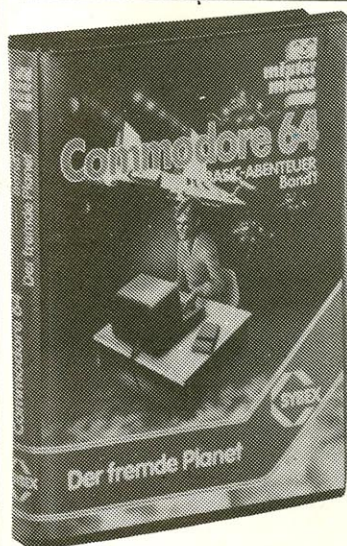 mister
micro
Commodore 64
BASIC-ABENTEUER
Band 1
SYBEX
Der fremde Planet
Commodore 64 Der fremde Planet
SYBEX